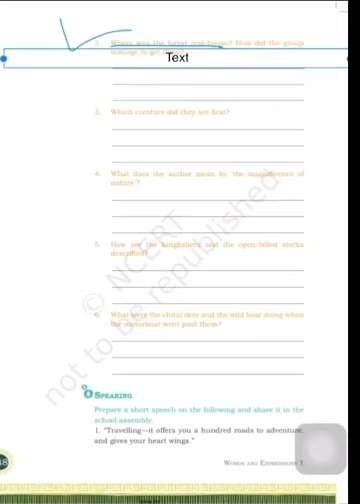 2. Where was the forest rest-house? How did the group
manage to get
Text
3. Which creature did they see first?
4. What does the author mean by 'the magnificence of
nature'?
5. How are the kingfishers and the open-billed storks
described?
6. What were the chital deer and the wild boar doing when
the motorboat went past them?
SPEAKING
Prepare a short speech on the following and share it in the
school assembly.
1. "Travelling—it offers you a hundred roads to adventure,
and gives your heart wings."
WORDS AND EXPRESSIONS 1
© NCERT
not to be republished